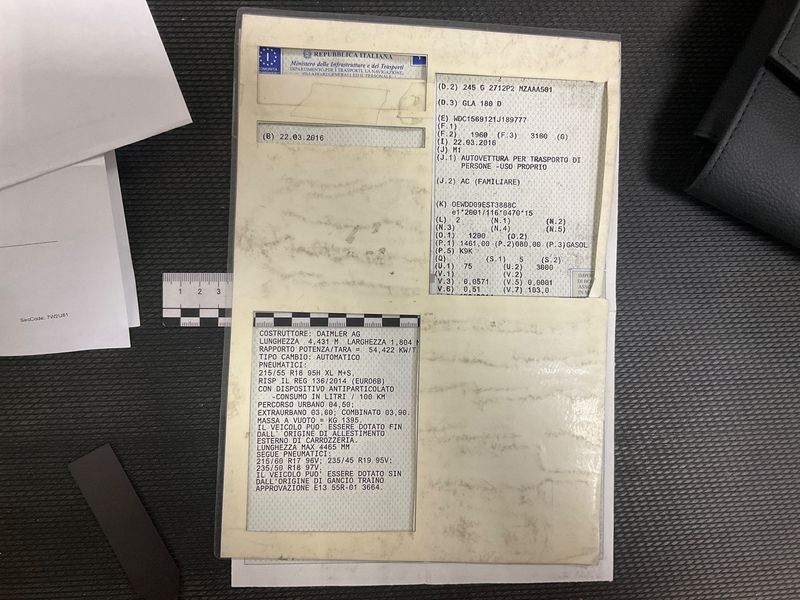 REPUBBLICA ITALIANA
Ministero delle Infrastrutture e dei Trasporti
DIPARTIMENTO PER I TRASPORTI, LA NAVIGAZIONE,
I
(B) 22.03.2016
(D.2) 245 G 2712P2 MZAAA501
(D.3) GLA 180 D
(E) WDC1569121J189777
(F.1)
(F.2) 1960 (F.3) 3160 (G)
(I) 22.03.2016
(J) M1
(J.1) AUTOVETTURA PER TRASPORTO DI
PERSONE -USO PROPRIO
(J.2) AC (FAMILIARE)
(K) OEWDD09EST3888C
e1*2001/116*0470*15
(L) 2 (N.1) (N.2)
(N.3) (N.4) (N.5)
(O.1) 1200 (O.2)
(P.1) 1461,00 (P.2)080,00 (P.3)GASOL
(P.5) K9K
(Q) (S.1) 5 (S.2)
(U.1) 75 (U.2) 3000
(V.1) (V.2)
(V.3) 0,0571 (V.5) 0,0001
(V.6) 0,51 (V.7) 103,0
1 2 3
COSTRUTTORE: DAIMLER AG
LUNGHEZZA 4,431 M LARGHEZZA 1,804 M
RAPPORTO POTENZA/TARA = 54,422 KW/T
TIPO CAMBIO: AUTOMATICO
PNEUMATICI:
215/55 R18 95H XL M+S.
RISP IL REG 136/2014 (EURO6B)
CON DISPOSITIVO ANTIPARTICOLATO
-CONSUMO IN LITRI / 100 KM
PERCORSO URBANO 04,50;
EXTRAURBANO 03,60; COMBINATO 03,90.
MASSA A VUOTO = KG 1395.
IL VEICOLO PUO' ESSERE DOTATO FIN
DALL' ORIGINE DI ALLESTIMENTO
ESTERNO DI CARROZZERIA.
LUNGHEZZA MAX 4465 MM
SEGUE PNEUMATICI:
215/60 R17 96V; 235/45 R19 95V;
235/50 R18 97V.
IL VEICOLO PUO' ESSERE DOTATO SIN
DALL'ORIGINE DI GANCIO TRAINO
APPROVAZIONE E13 55R-01 3664.
SecCode: 7W2U81